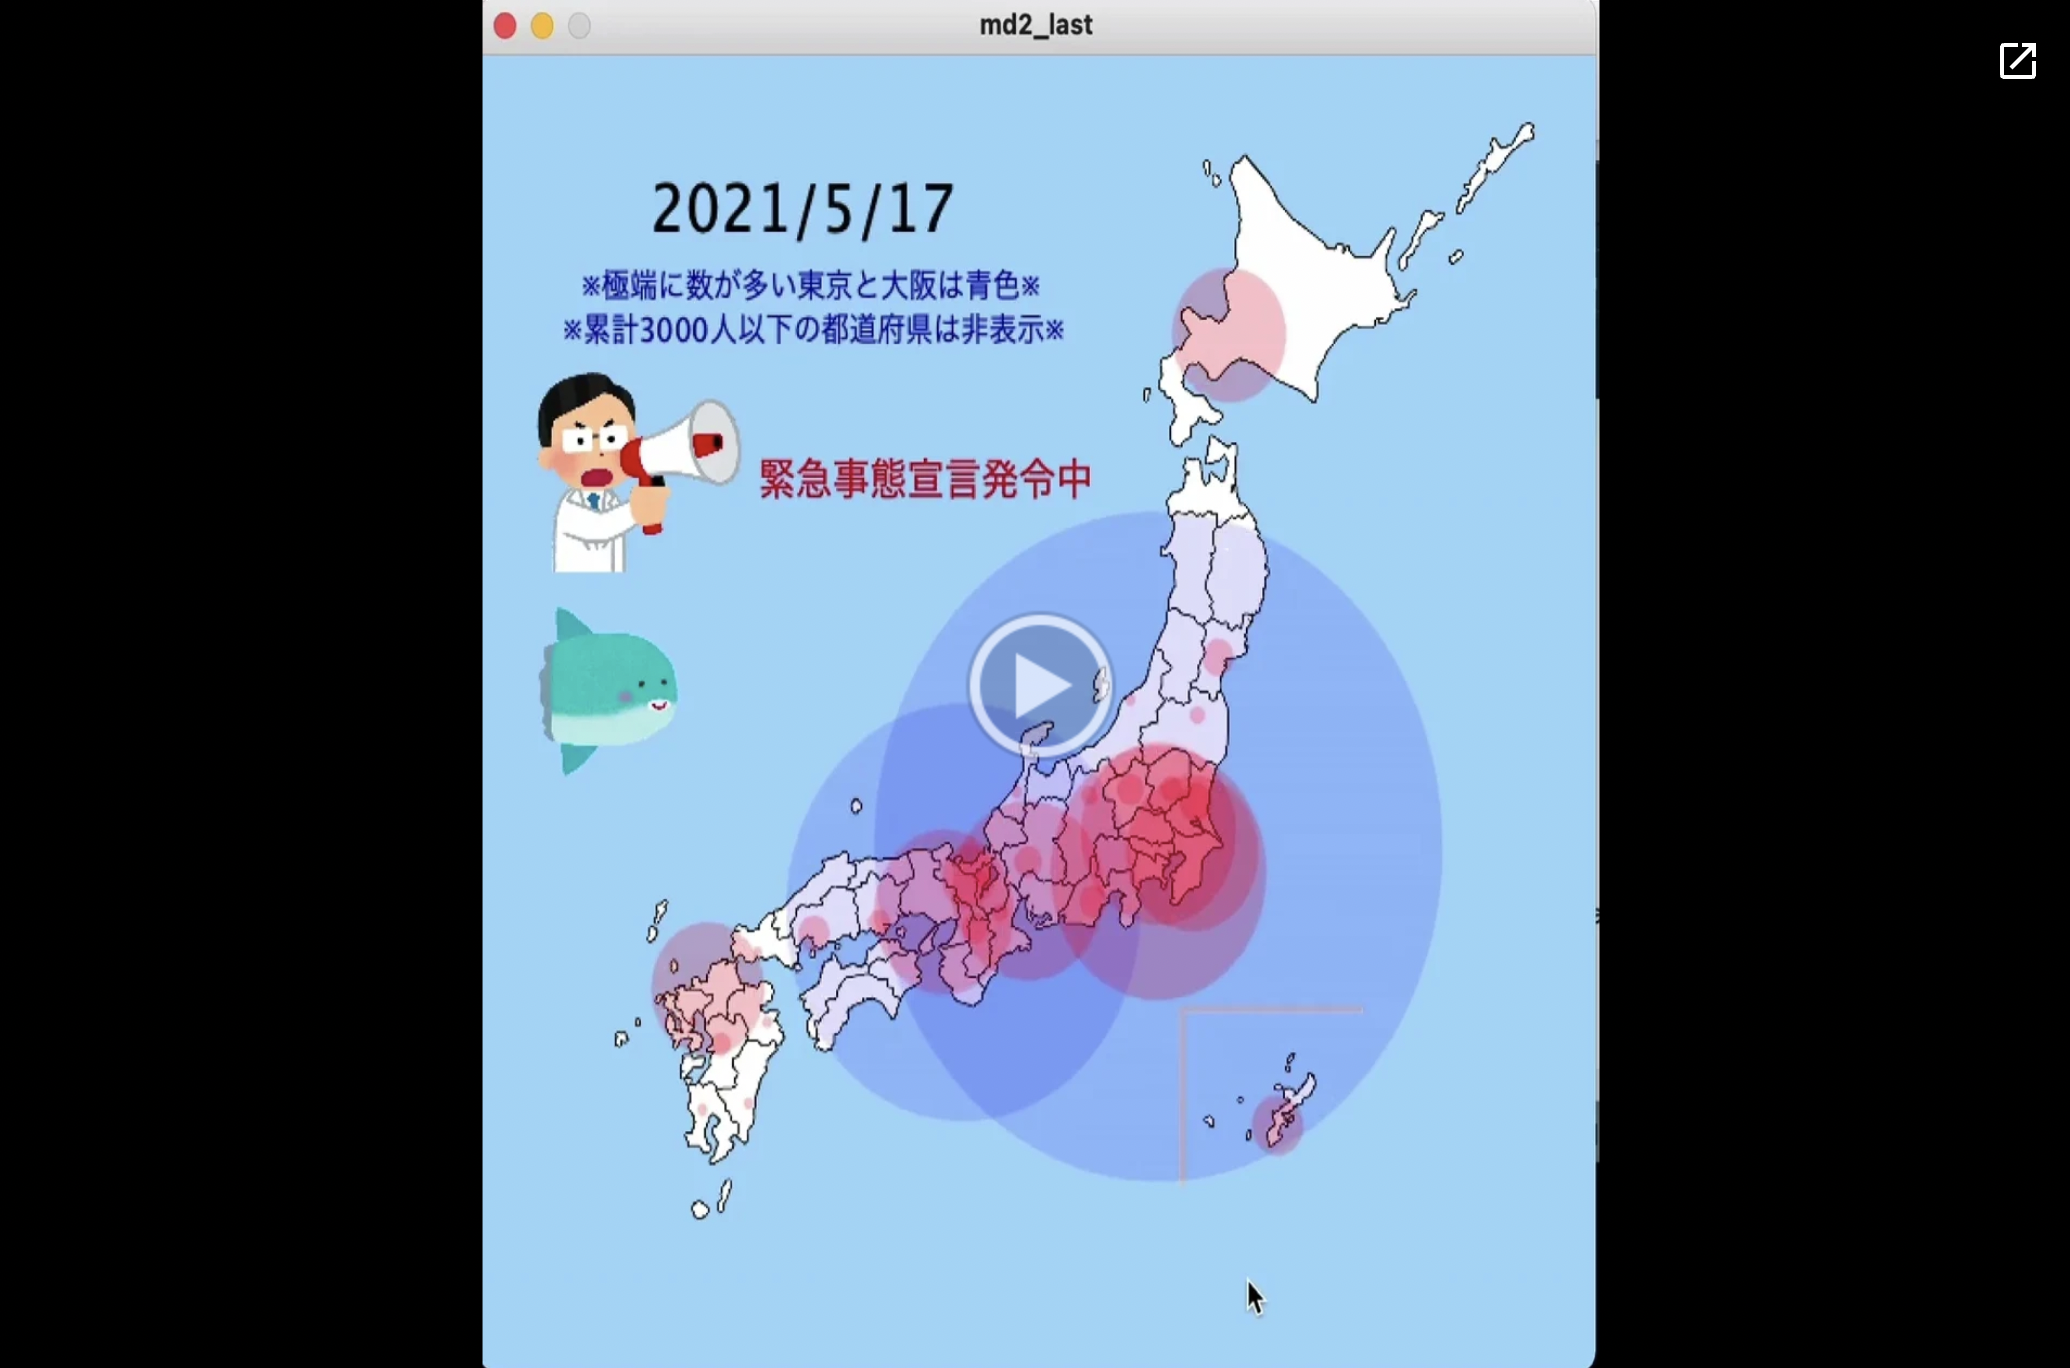 md2_last
2021/5/17
※極端に数が多い東京と大阪は青色※
※累計3000人以下の都道府県は非表示※
緊急事態宣言発令中